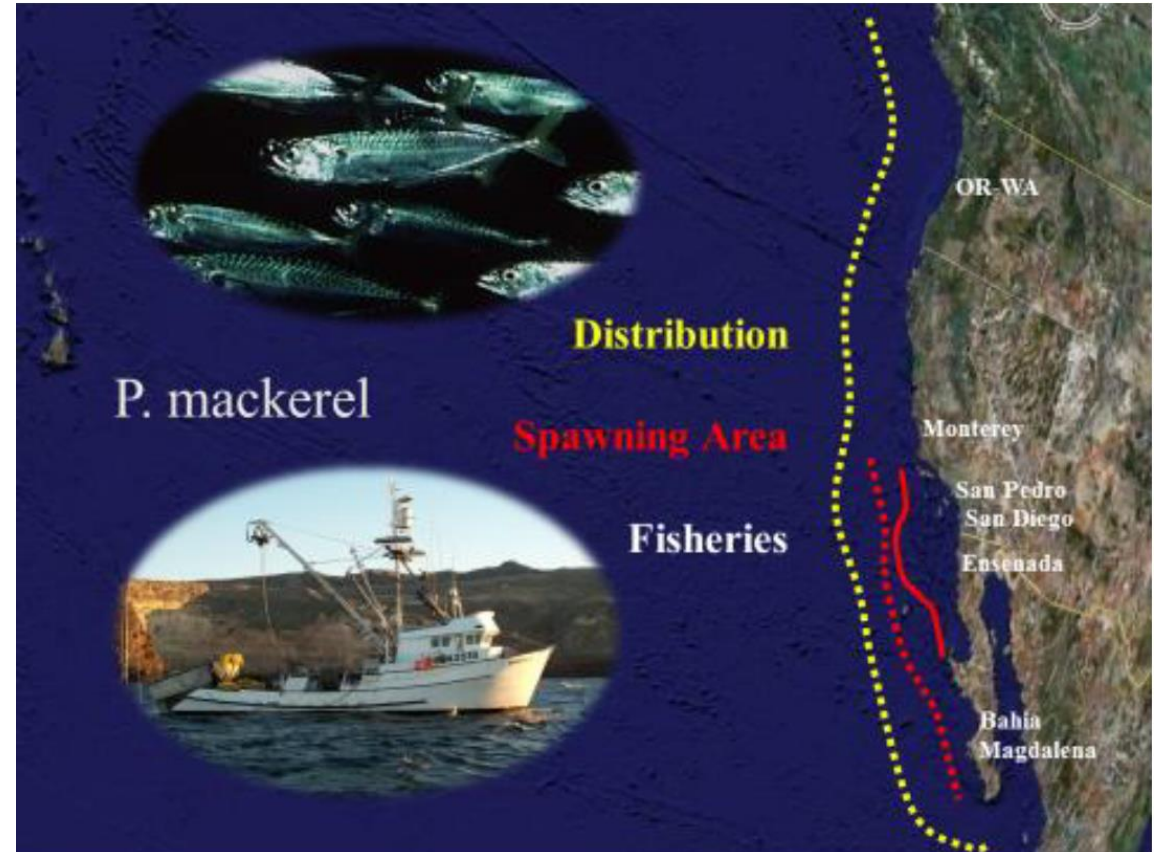 OR-WA
Distribution
P. mackerel
Spawning Area
Monterey
San Pedro
San Diego
Fisheries
Ensenada
Bahia
Magdalena